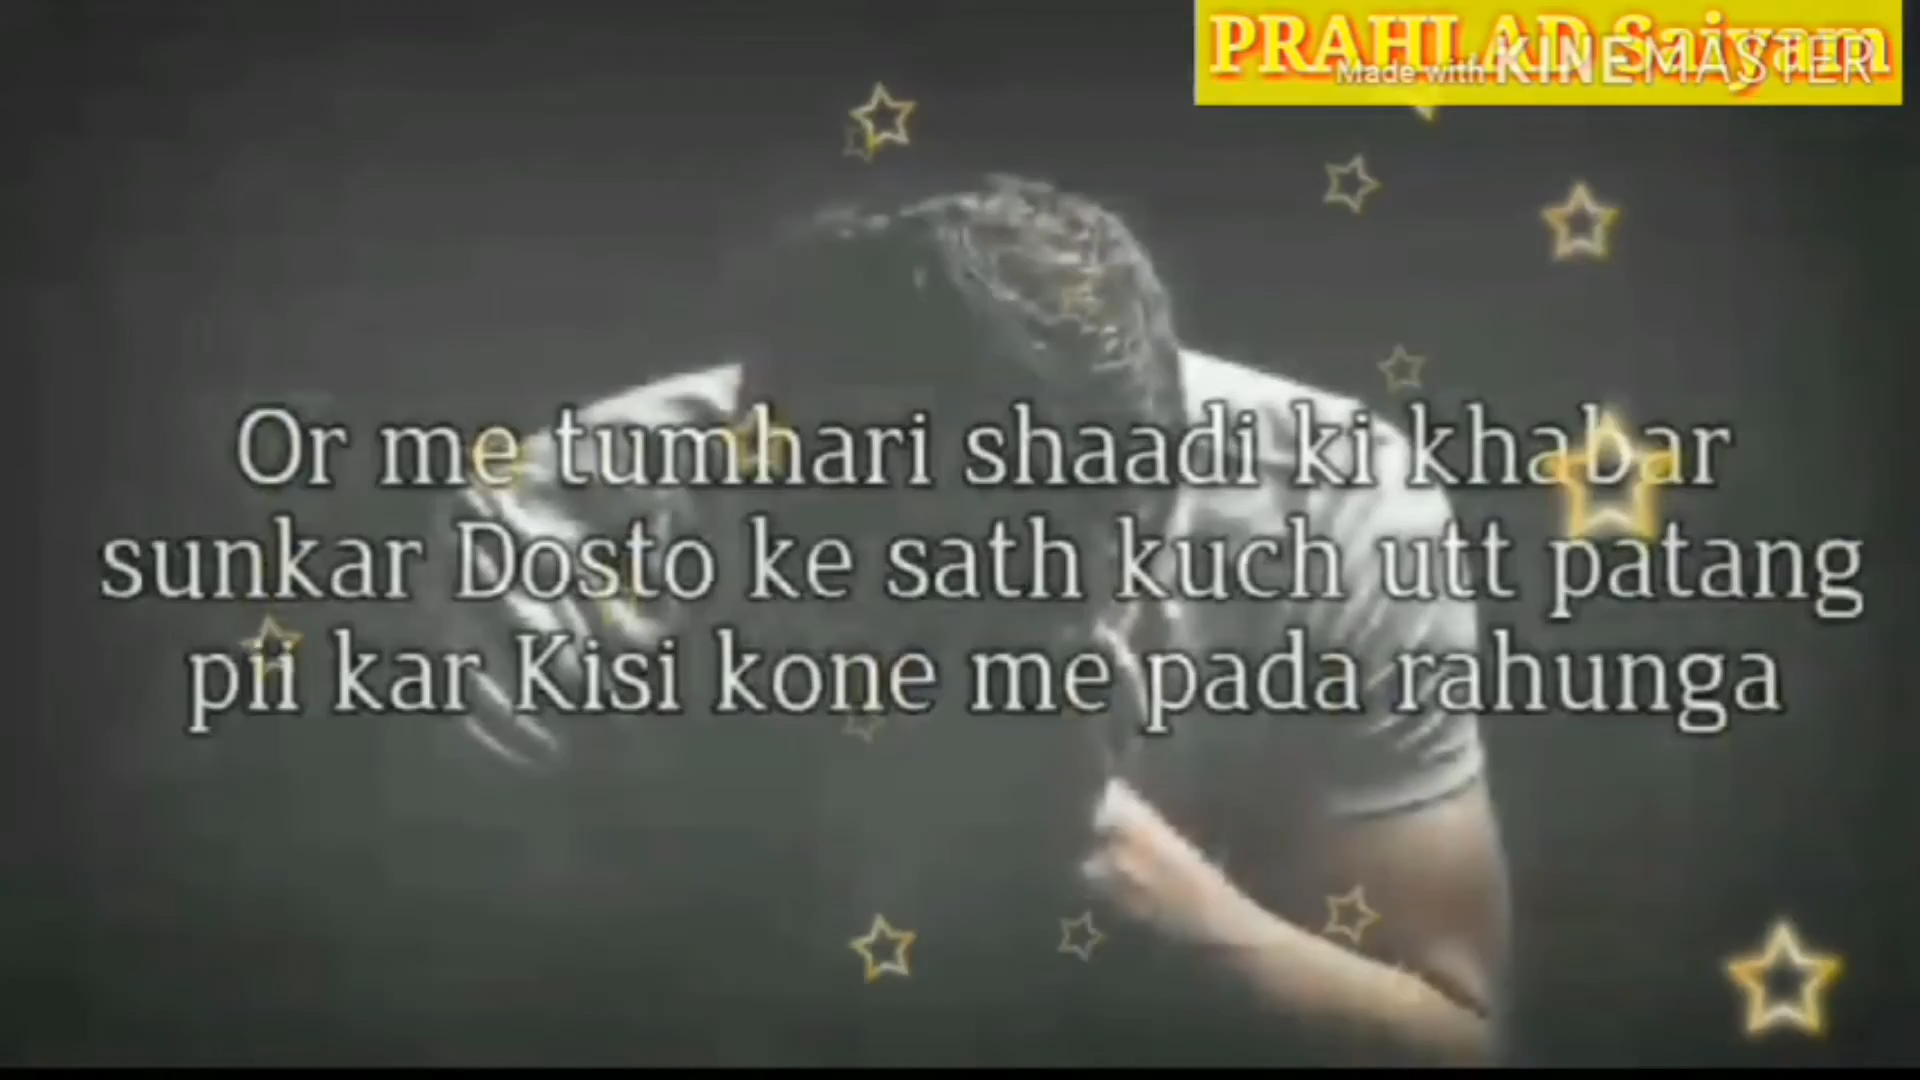 PRAHLAD Saiyam
Made with KINEMASTER
Or me tumhari shaadi ki khabar
sunkar Dosto ke sath kuch utt patang
pii kar Kisi kone me pada rahunga